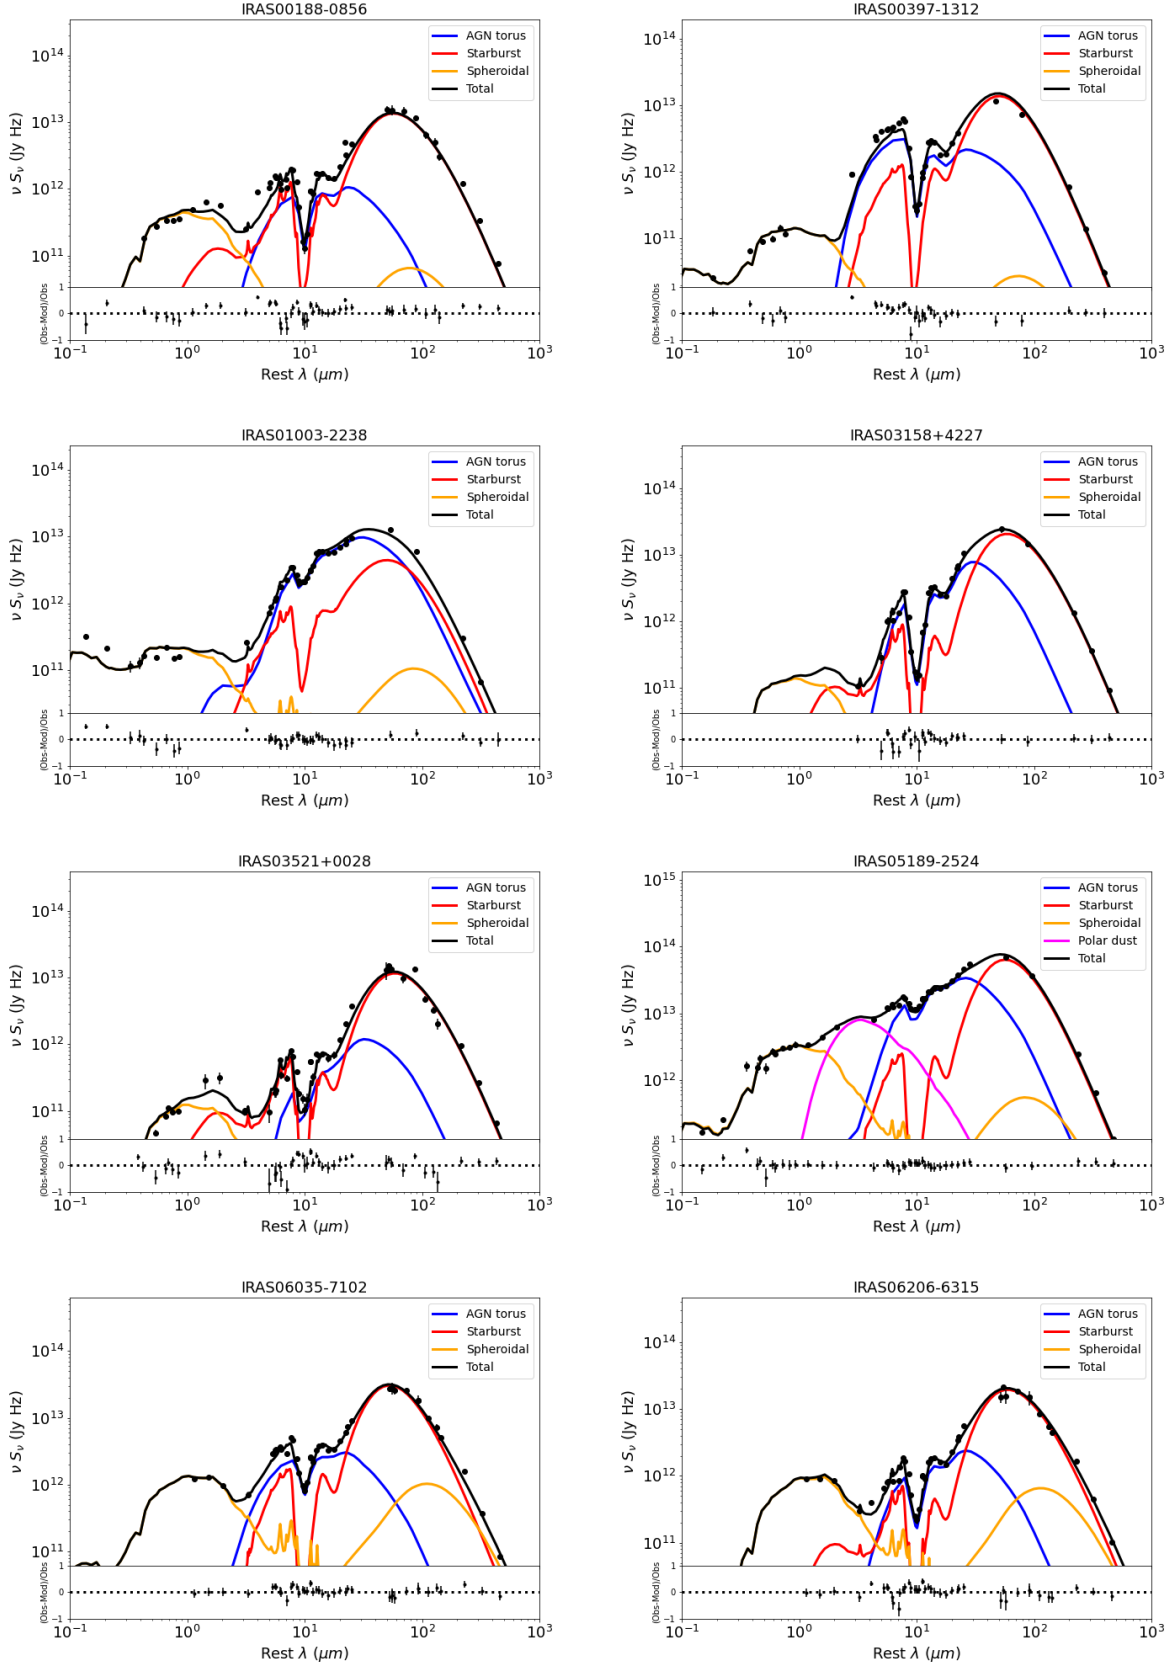 IRAS00188-0856
AGN torus
Starburst
Spheroidal
Total
10^14
10^13
10^12
10^11
ν S_ν (Jy Hz)
1
0
−1
(Obs-Mod)/Obs
10^−1 10^0 10^1 10^2 10^3
Rest λ (μm)
IRAS00397-1312
AGN torus
Starburst
Spheroidal
Total
10^14
10^13
10^12
10^11
ν S_ν (Jy Hz)
1
0
−1
(Obs-Mod)/Obs
10^−1 10^0 10^1 10^2 10^3
Rest λ (μm)
IRAS01003-2238
AGN torus
Starburst
Spheroidal
Total
10^14
10^13
10^12
10^11
ν S_ν (Jy Hz)
1
0
−1
(Obs-Mod)/Obs
10^−1 10^0 10^1 10^2 10^3
Rest λ (μm)
IRAS03158+4227
AGN torus
Starburst
Spheroidal
Total
10^14
10^13
10^12
10^11
ν S_ν (Jy Hz)
1
0
−1
(Obs-Mod)/Obs
10^−1 10^0 10^1 10^2 10^3
Rest λ (μm)
IRAS03521+0028
AGN torus
Starburst
Spheroidal
Total
10^14
10^13
10^12
10^11
ν S_ν (Jy Hz)
1
0
−1
(Obs-Mod)/Obs
10^−1 10^0 10^1 10^2 10^3
Rest λ (μm)
IRAS05189-2524
AGN torus
Starburst
Spheroidal
Polar dust
Total
10^15
10^14
10^13
10^12
ν S_ν (Jy Hz)
1
0
−1
(Obs-Mod)/Obs
10^−1 10^0 10^1 10^2 10^3
Rest λ (μm)
IRAS06035-7102
AGN torus
Starburst
Spheroidal
Total
10^14
10^13
10^12
10^11
ν S_ν (Jy Hz)
1
0
−1
(Obs-Mod)/Obs
10^−1 10^0 10^1 10^2 10^3
Rest λ (μm)
IRAS06206-6315
AGN torus
Starburst
Spheroidal
Total
10^14
10^13
10^12
10^11
ν S_ν (Jy Hz)
1
0
−1
(Obs-Mod)/Obs
10^−1 10^0 10^1 10^2 10^3
Rest λ (μm)